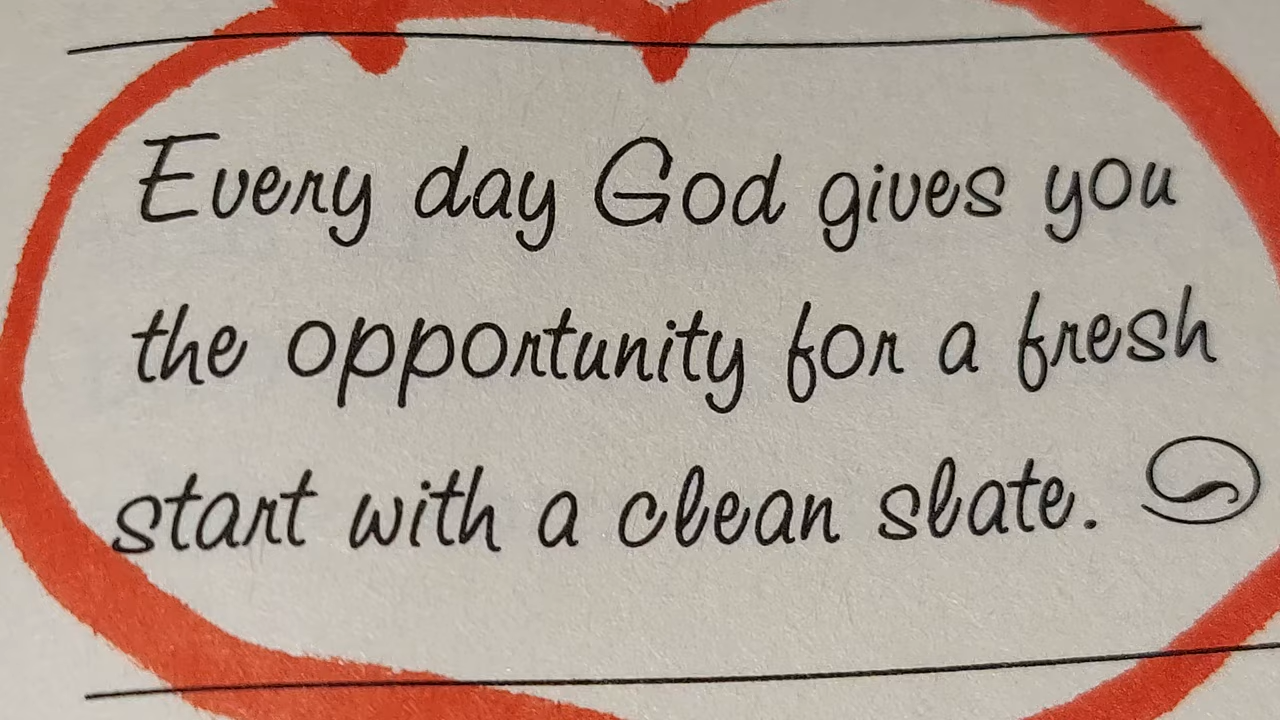 Every day God gives you
the opportunity for a fresh
start with a clean slate.